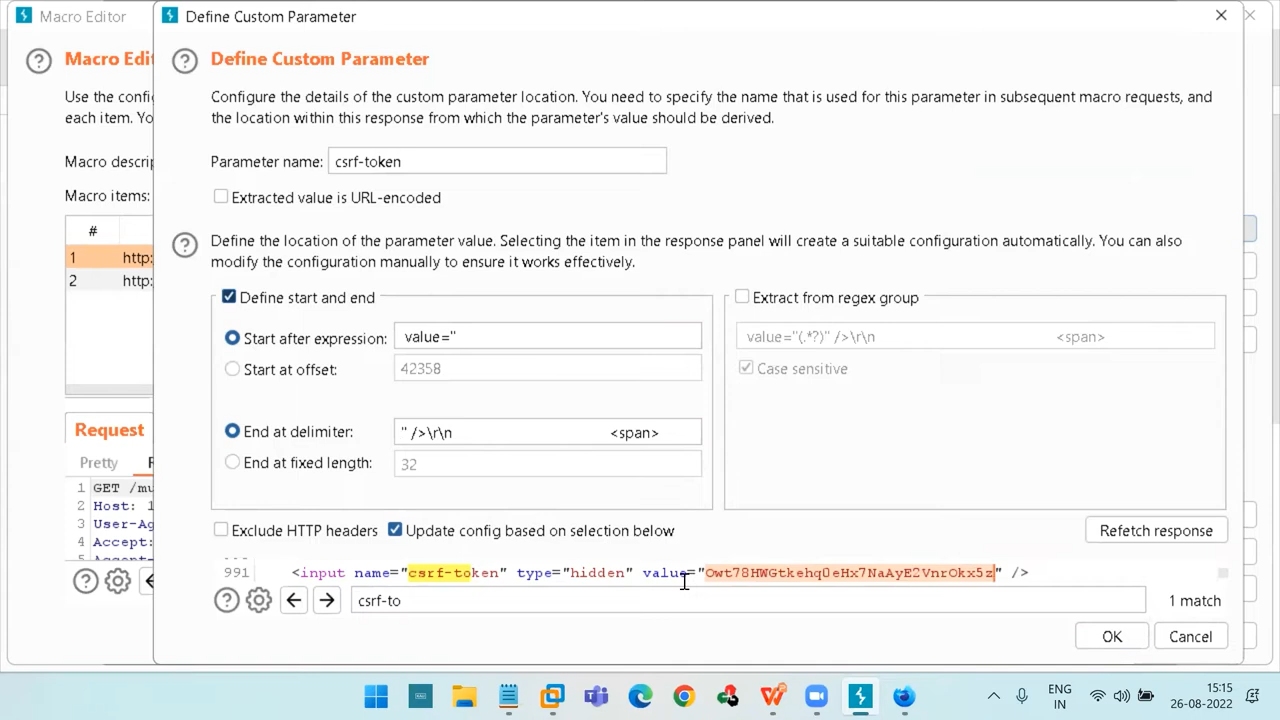 Macro Editor
Define Custom Parameter
Macro Edit
Define Custom Parameter
Use the config
each item. Yo
Configure the details of the custom parameter location. You need to specify the name that is used for this parameter in subsequent macro requests, and
the location within this response from which the parameter's value should be derived.
Macro descrip
Parameter name: csrf-token
Macro items:
Extracted value is URL-encoded
#
1 http:
2 http:
Define the location of the parameter value. Selecting the item in the response panel will create a suitable configuration automatically. You can also
modify the configuration manually to ensure it works effectively.
Define start and end
Start after expression: value="
Start at offset: 42358
End at delimiter: " />\r\n <span>
End at fixed length: 32
Extract from regex group
value="(.*?)" />\r\n <span>
Case sensitive
Request
Pretty
1 GET /mu
2 Host: 1
3 User-Ag
4 Accept:
Exclude HTTP headers
Update config based on selection below
Refetch response
991 <input name="csrf-token" type="hidden" value="Owt78HWGtkehq0eHx7NaAyE2VnrOkx5z" />
csrf-to
1 match
OK
Cancel
ENG
IN
15:15
26-08-2022